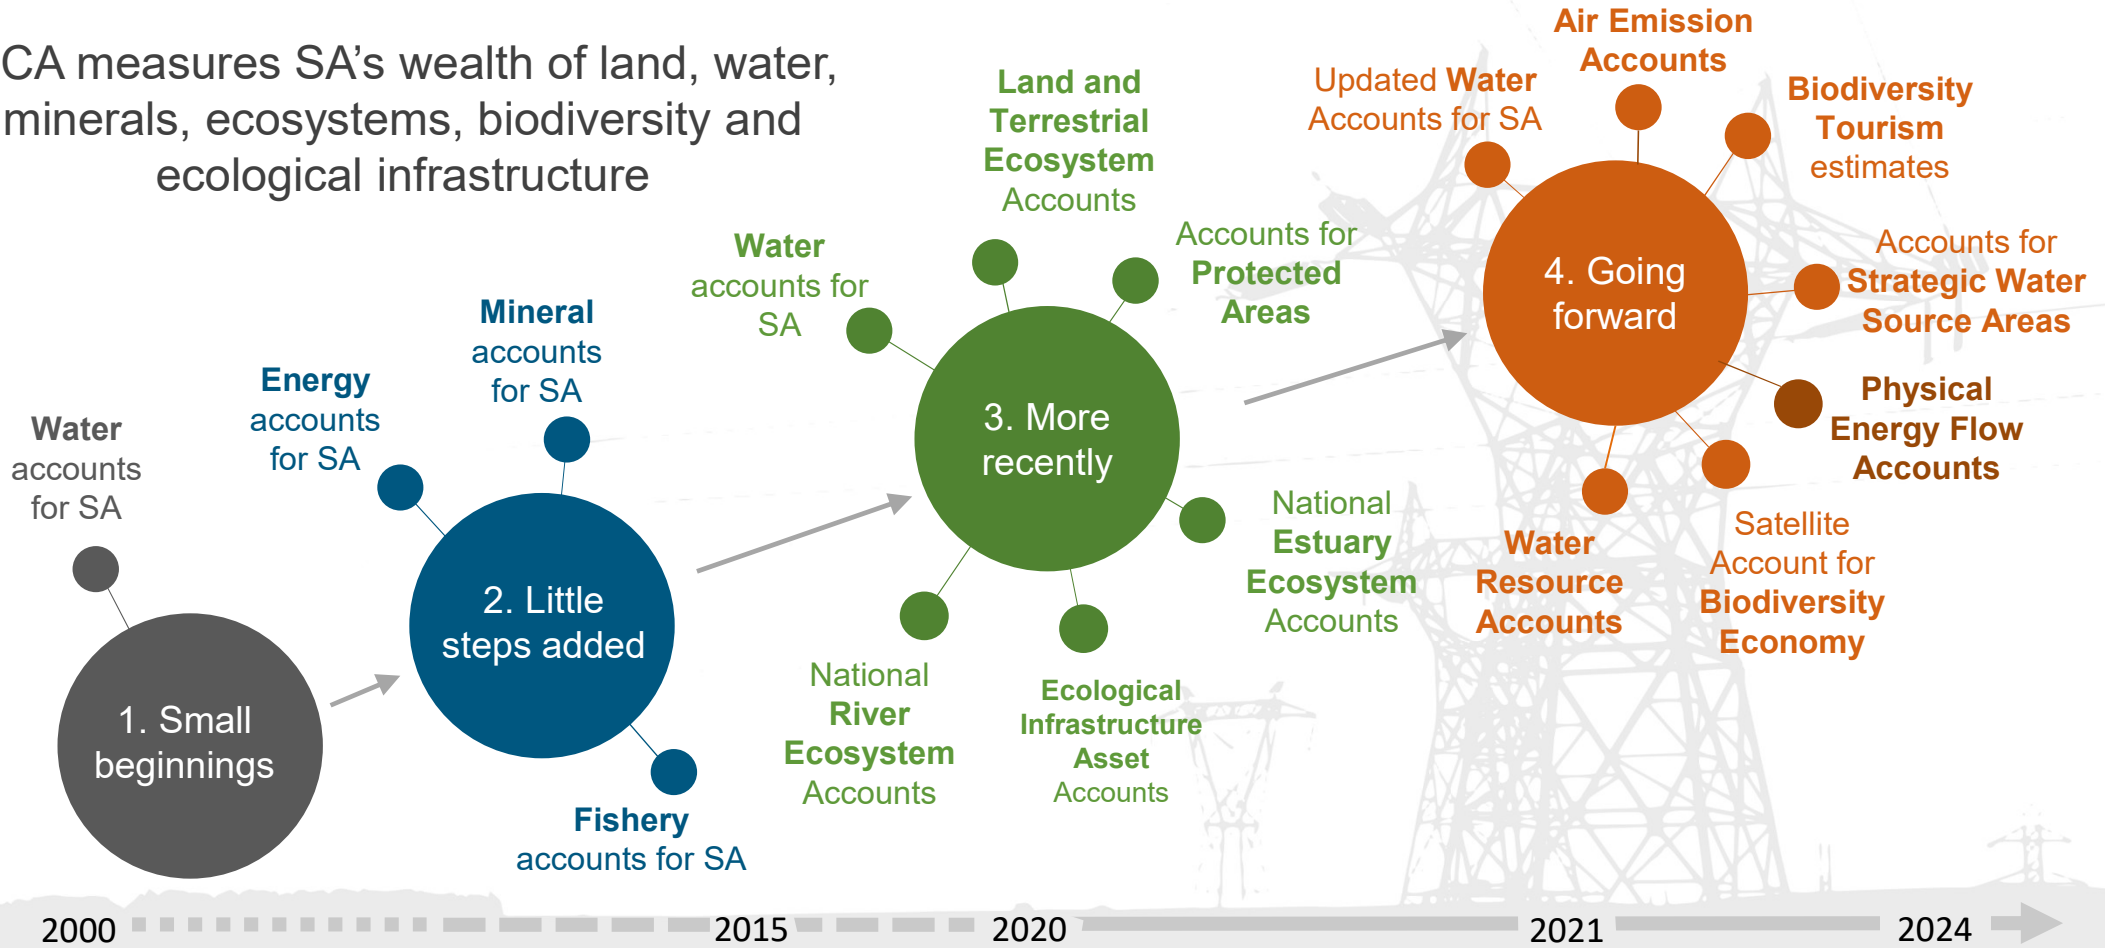 CA measures SA’s wealth of land, water,
minerals, ecosystems, biodiversity and
ecological infrastructure
Water
accounts
for SA
1. Small
beginnings
Energy
accounts
for SA
Mineral
accounts
for SA
2. Little
steps added
Fishery
accounts for SA
Water
accounts for
SA
Land and
Terrestrial
Ecosystem
Accounts
Accounts for
Protected
Areas
3. More
recently
National
Estuary
Ecosystem
Accounts
National
River
Ecosystem
Accounts
Ecological
Infrastructure
Asset
Accounts
Updated Water
Accounts for SA
Air Emission
Accounts
Biodiversity
Tourism
estimates
4. Going
forward
Accounts for
Strategic Water
Source Areas
Physical
Energy Flow
Accounts
Water
Resource
Accounts
Satellite
Account for
Biodiversity
Economy
2000
2015
2020
2021
2024